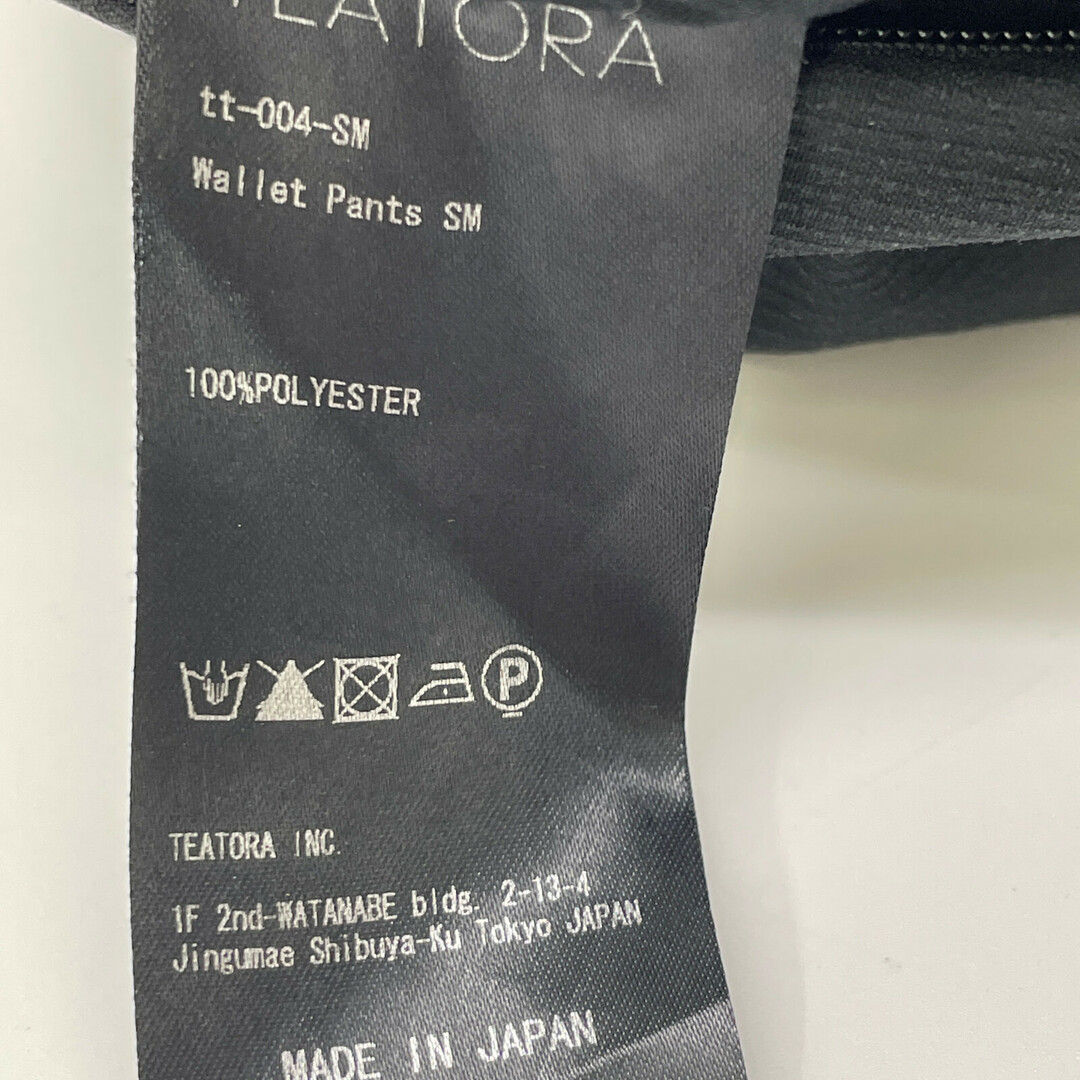 TEATORA
tt-004-SM
Wallet Pants SM
100%POLYESTER
P
TEATORA INC.
1F 2nd-WATANABE bldg. 2-13-4
Jingumae Shibuya-Ku Tokyo JAPAN
MADE IN JAPAN